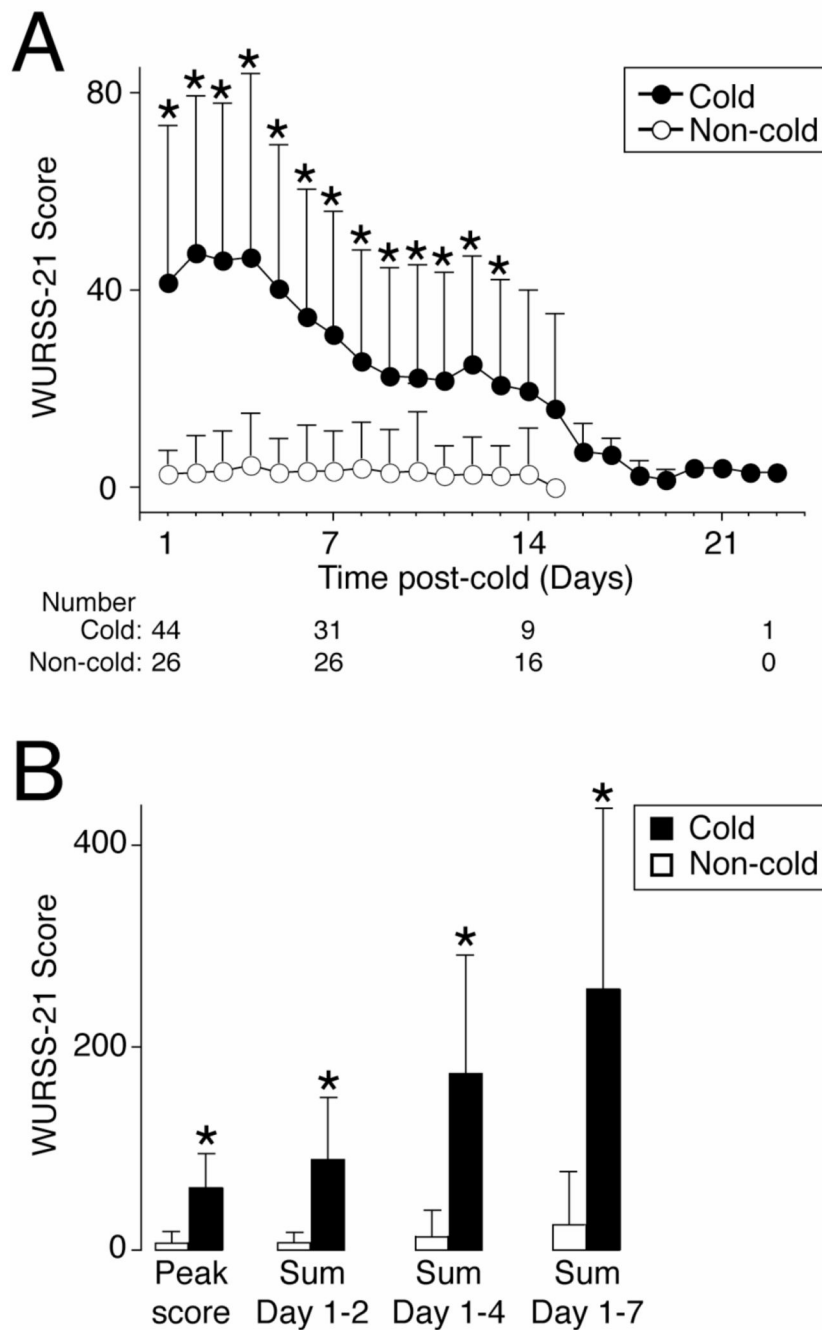 A
WURSS-21 Score
80
40
0
* * * * * * * * * * * * *
Cold
Non-cold
1 7 14 21
Time post-cold (Days)
Number
Cold: 44 31 9 1
Non-cold: 26 26 16 0
B
WURSS-21 Score
400
200
0
* * * *
Cold
Non-cold
Peak score
Sum Day 1-2
Sum Day 1-4
Sum Day 1-7